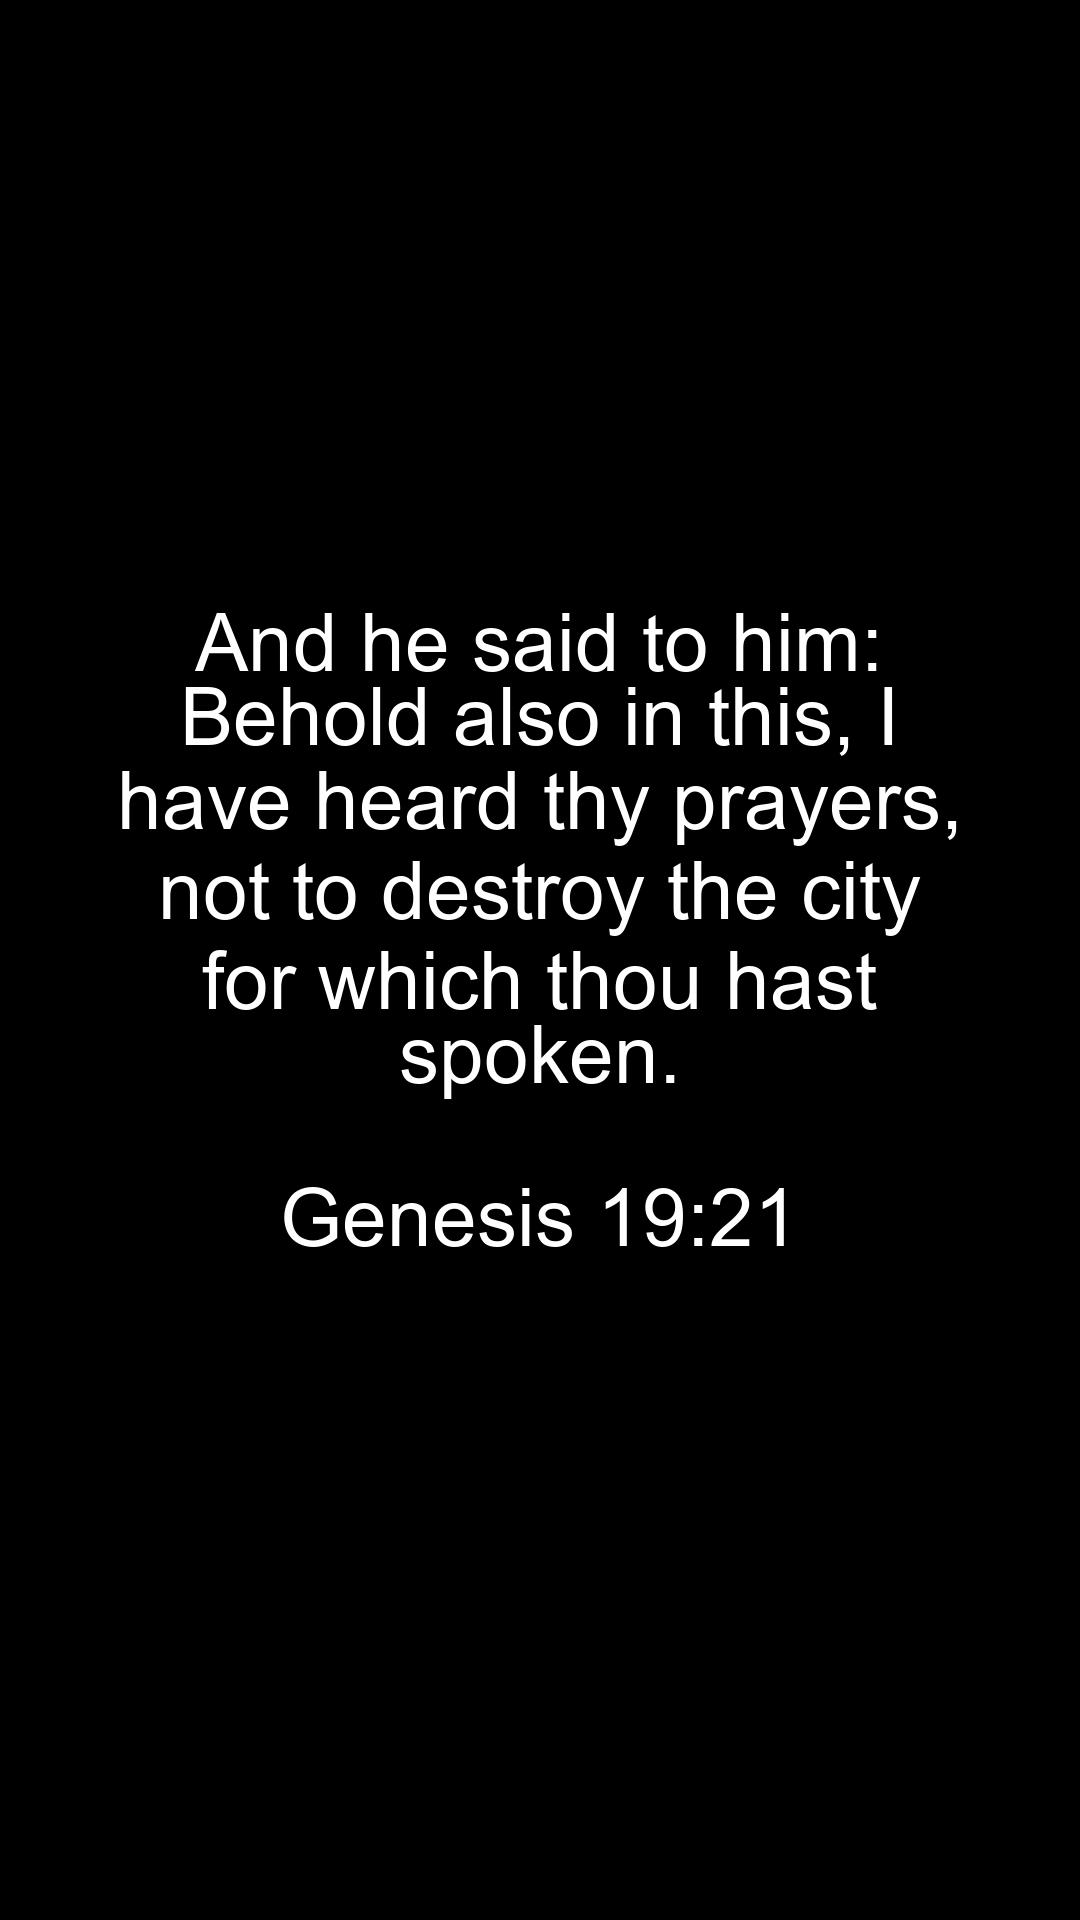 And he said to him:
Behold also in this, I
have heard thy prayers,
not to destroy the city
for which thou hast
spoken.
Genesis 19:21